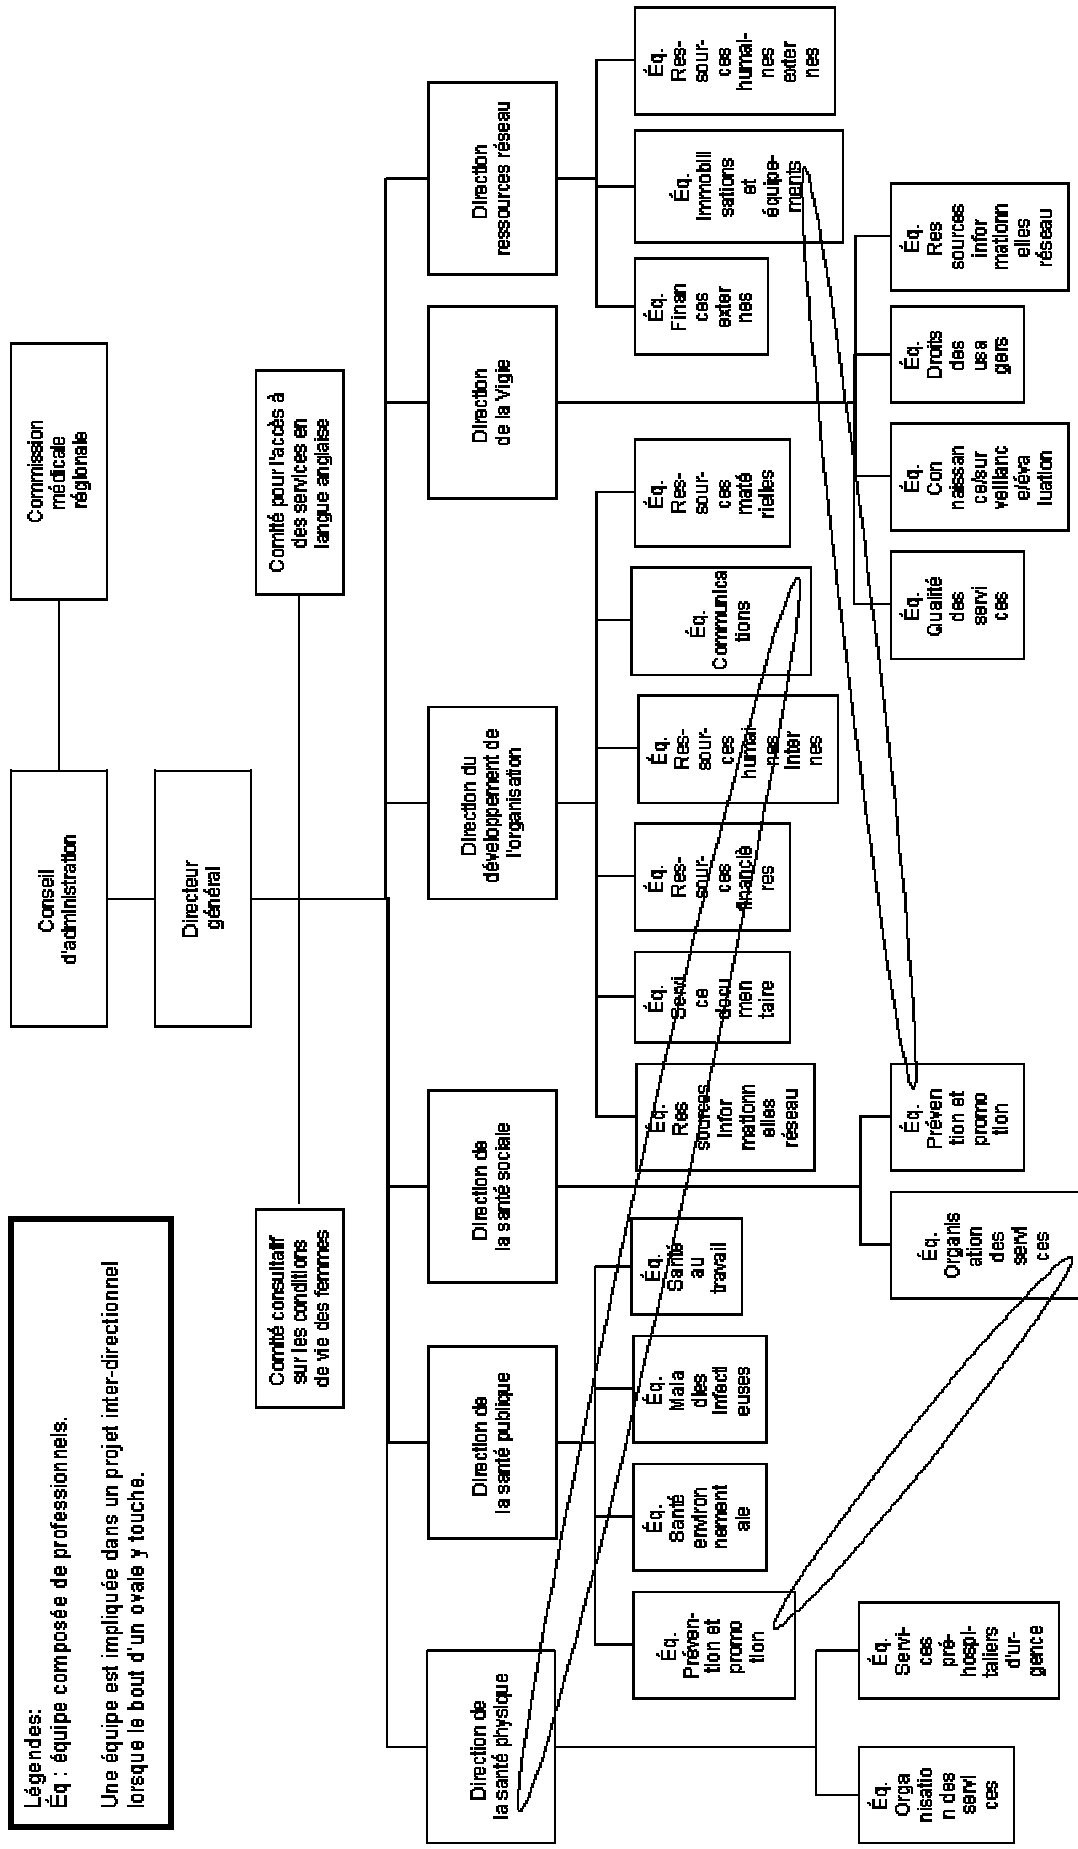 Légendes:
Éq : équipe composée de professionnels.
Une équipe est impliquée dans un projet inter-directionnel
lorsque le bout d'un ovale y touche.
Conseil
d'administration
Commission
médicale
régionale
Directeur
général
Comité consultatif
sur les conditions
de vie des femmes
Comité pour l'accès à
des services en
langue anglaise
Direction de
la santé physique
Direction de
la santé publique
Direction de
la santé sociale
Direction du
développement de
l'organisation
Direction
de la Vigie
Direction
ressources réseau
Éq.
Préven-
tion et
promo
tion
Éq.
Santé
environ
nement
ale
Éq.
Mala
dies
Infecti
euses
Éq.
Santé
au
travail
Éq.
Res
sources
Infor
mationn
elles
réseau
Éq.
Servi
ce
docu
men
taire
Éq.
Res-
sour-
ces
financiè
res
Éq.
Res-
sour-
ces
humai-
nes
Inter
nes
Éq.
Communica
tions
Éq.
Res-
sour-
ces
maté
rielles
Éq.
Finan
ces
exter
nes
Éq.
Immobili
sations
et
équipe-
ments
Éq.
Res-
sour-
ces
humai-
nes
exter
nes
Éq.
Orga
nisatio
n des
servi
ces
Éq.
Servi-
ces
pré-
hospi-
taliers
d'ur-
gence
Éq.
Organis
ation
des
servi
ces
Éq.
Préven
tion et
promo
tion
Éq.
Qualité
des
servi
ces
Éq.
Con
naissan
ce/sur
veillanc
e/éva
luation
Éq.
Droits
des
usa
gers
Éq.
Res
sources
infor
mationn
elles
réseau